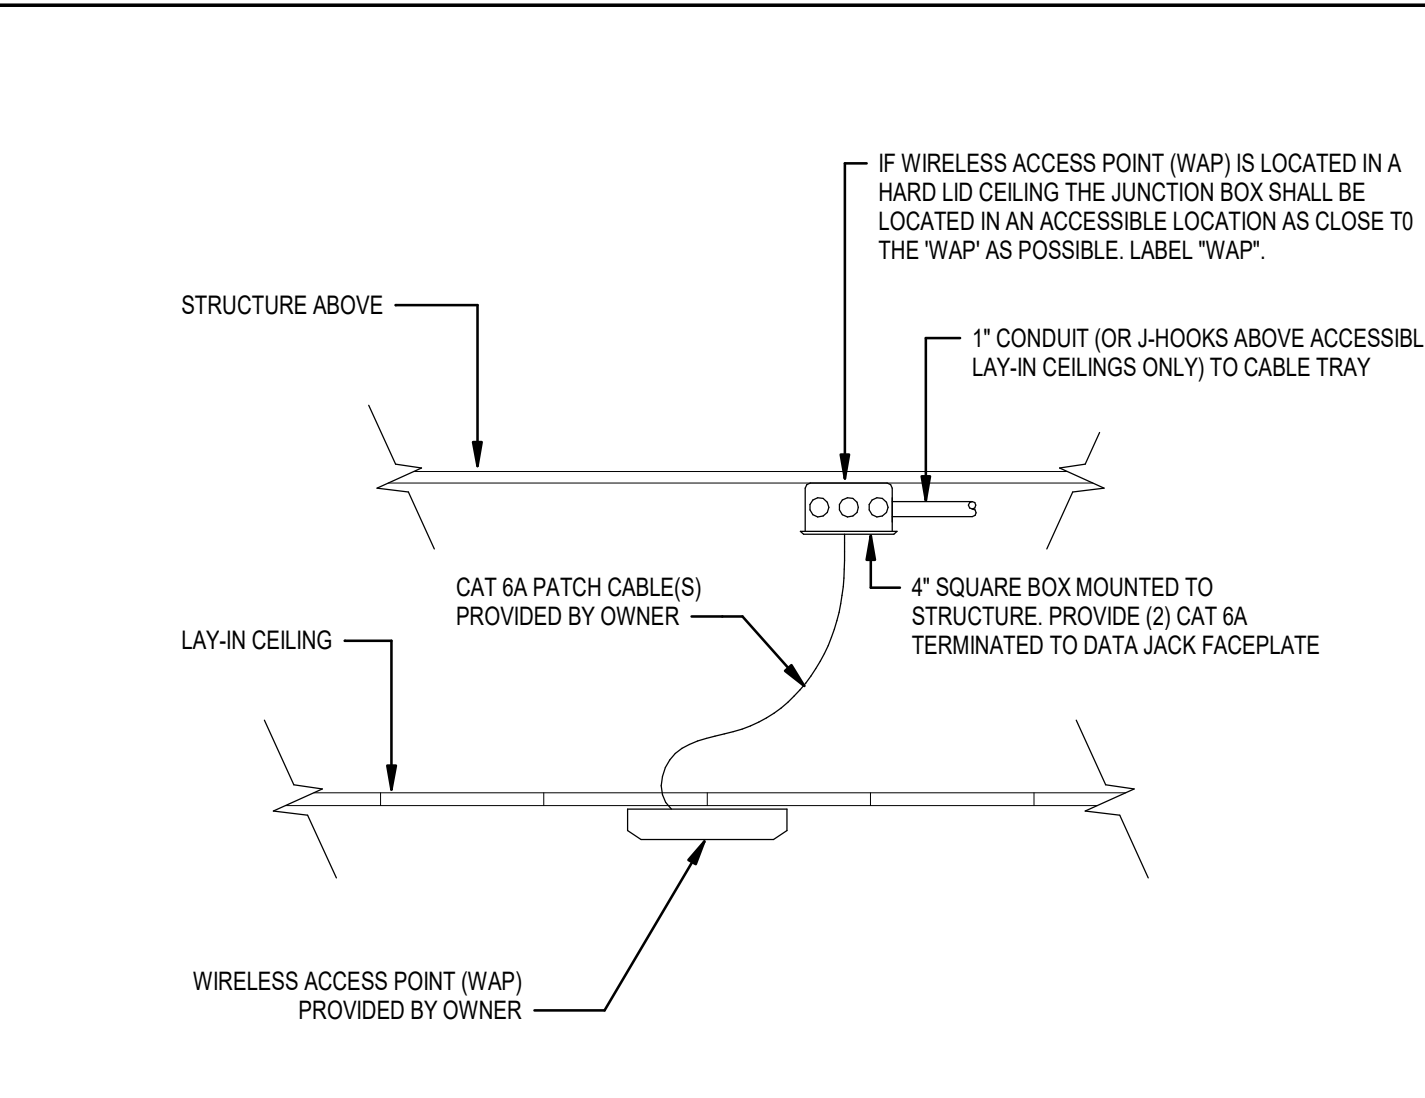 IF WIRELESS ACCESS POINT (WAP) IS LOCATED IN A
HARD LID CEILING THE JUNCTION BOX SHALL BE
LOCATED IN AN ACCESSIBLE LOCATION AS CLOSE T0
THE 'WAP' AS POSSIBLE. LABEL "WAP".
STRUCTURE ABOVE
1" CONDUIT (OR J-HOOKS ABOVE ACCESSIBL
LAY-IN CEILINGS ONLY) TO CABLE TRAY
CAT 6A PATCH CABLE(S)
PROVIDED BY OWNER
4" SQUARE BOX MOUNTED TO
STRUCTURE. PROVIDE (2) CAT 6A
TERMINATED TO DATA JACK FACEPLATE
LAY-IN CEILING
WIRELESS ACCESS POINT (WAP)
PROVIDED BY OWNER